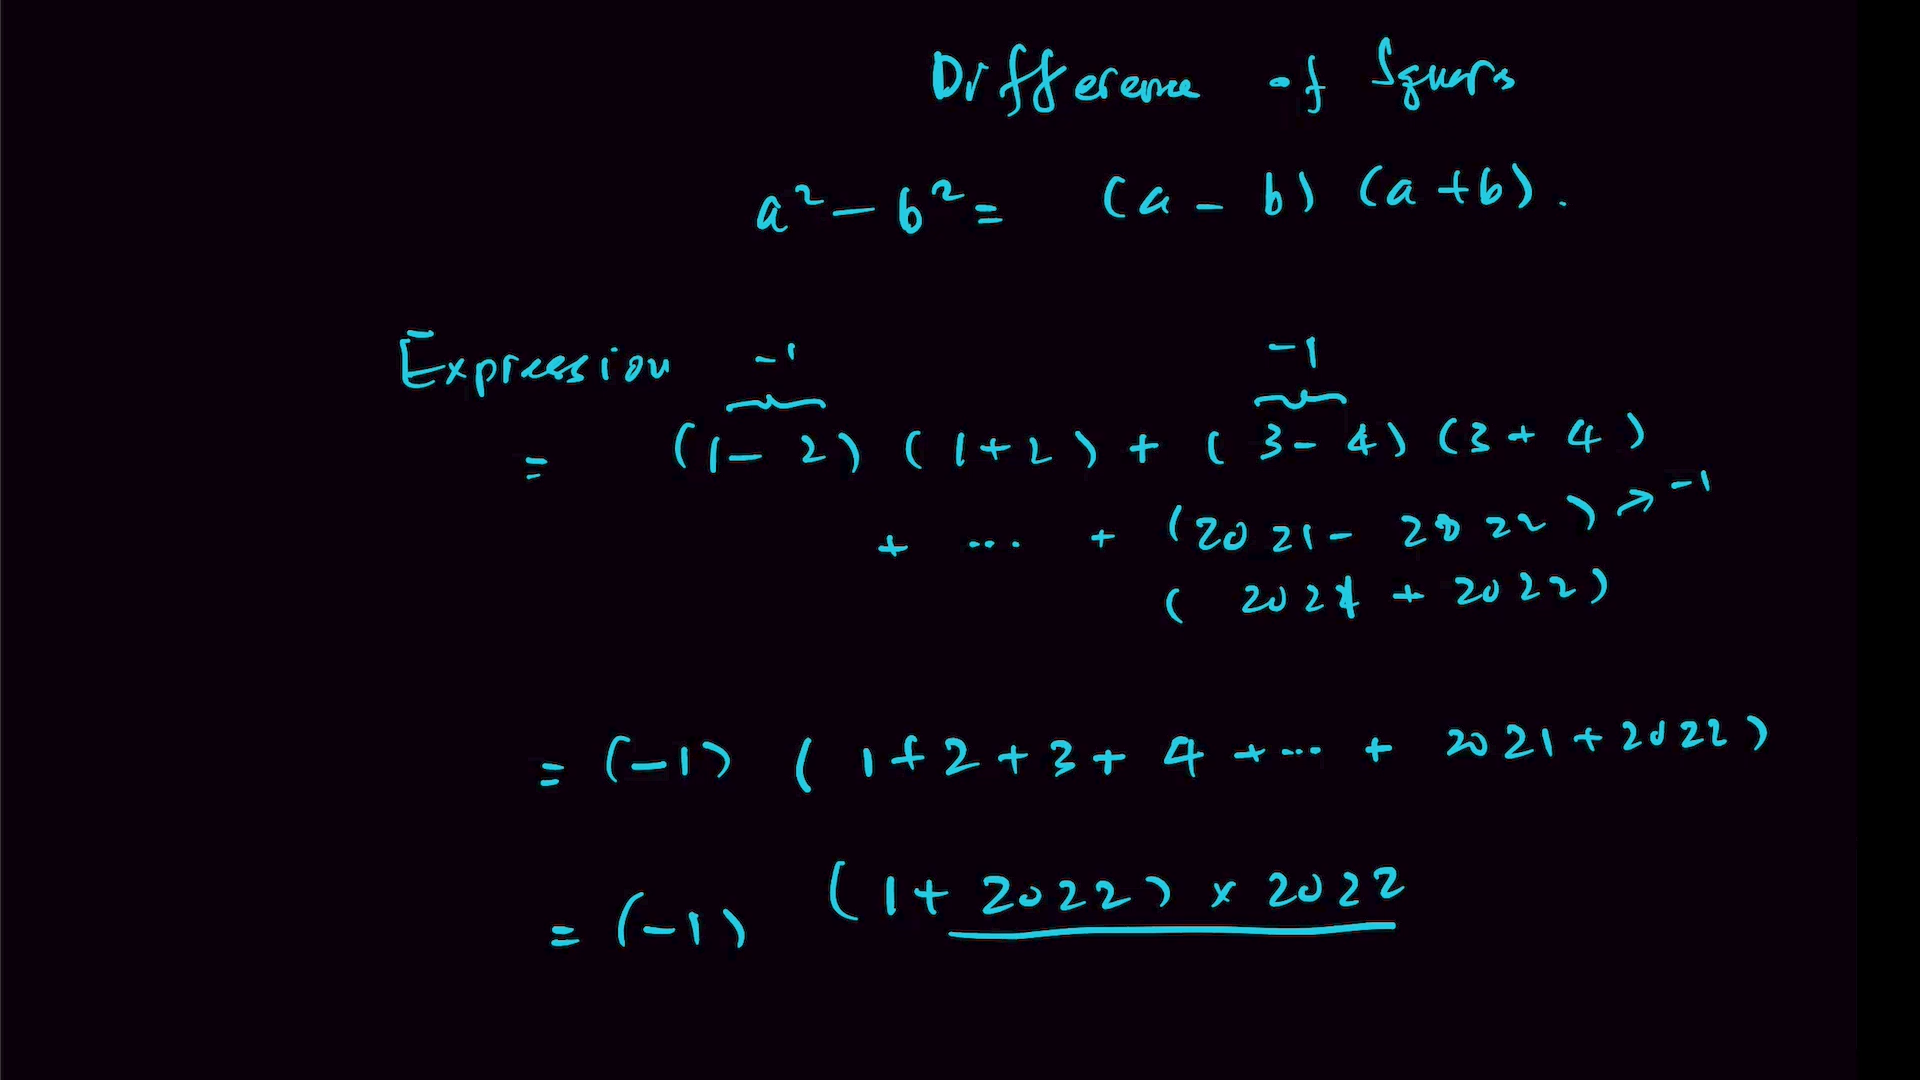 Difference of Squars
a² - b² = (a - b) (a + b).
Expression
-1 -1
= (1 - 2) (1 + 2) + (3 - 4) (3 + 4)
+ ... + (2021 - 2022) → -1
(2021 + 2022)
= (-1) (1 + 2 + 3 + 4 + ... + 2021 + 2022)
= (-1) (1 + 2022) × 2022